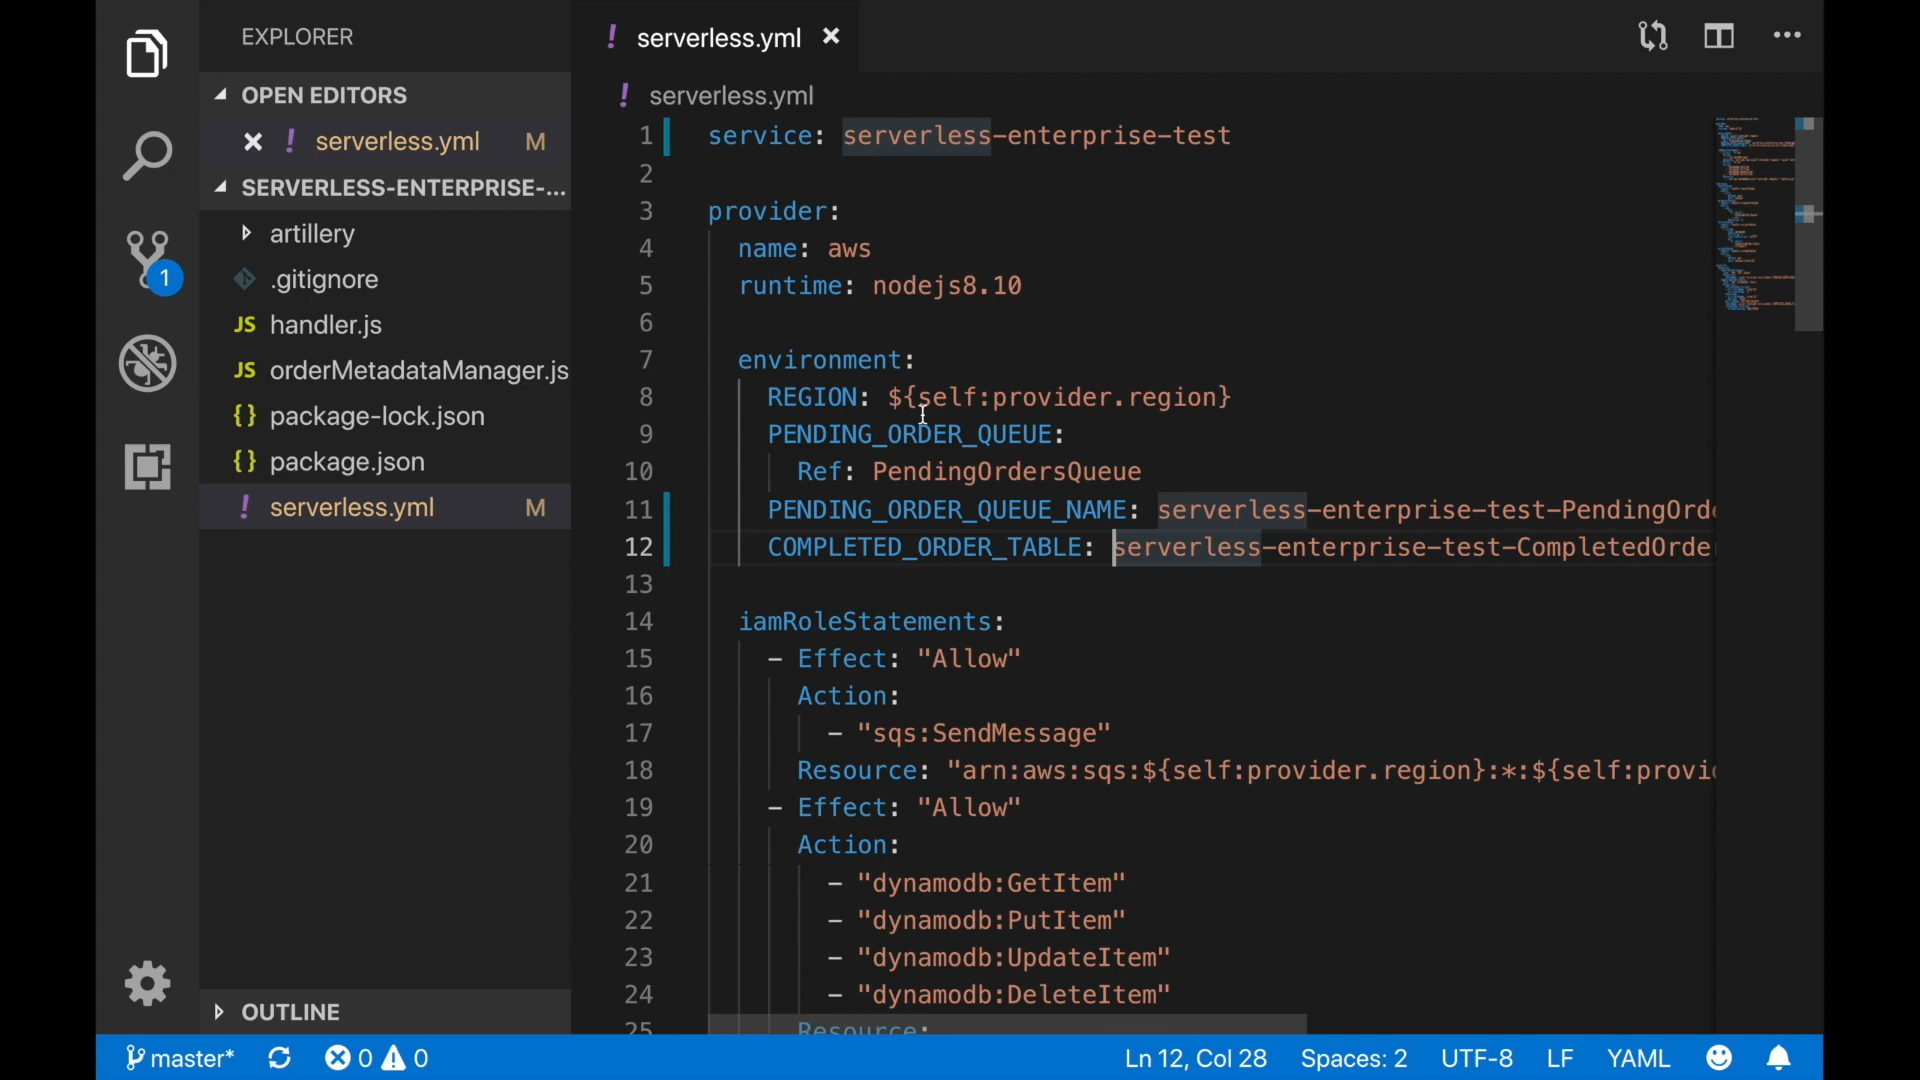 EXPLORER
OPEN EDITORS
serverless.yml M
SERVERLESS-ENTERPRISE-...
artillery
.gitignore
JS handler.js
JS orderMetadataManager.js
{} package-lock.json
{} package.json
! serverless.yml M
OUTLINE
1
! serverless.yml
! serverless.yml
1 service: serverless-enterprise-test
2
3 provider:
4 name: aws
5 runtime: nodejs8.10
6
7 environment:
8 REGION: ${self:provider.region}
9 PENDING_ORDER_QUEUE:
10 Ref: PendingOrdersQueue
11 PENDING_ORDER_QUEUE_NAME: serverless-enterprise-test-PendingOrd
12 COMPLETED_ORDER_TABLE: serverless-enterprise-test-CompletedOrder
13
14 iamRoleStatements:
15 - Effect: "Allow"
16 Action:
17 - "sqs:SendMessage"
18 Resource: "arn:aws:sqs:${self:provider.region}:*:${self:provi
19 - Effect: "Allow"
20 Action:
21 - "dynamodb:GetItem"
22 - "dynamodb:PutItem"
23 - "dynamodb:UpdateItem"
24 - "dynamodb:DeleteItem"
25 Resource:
master* 0 0 Ln 12, Col 28 Spaces: 2 UTF-8 LF YAML